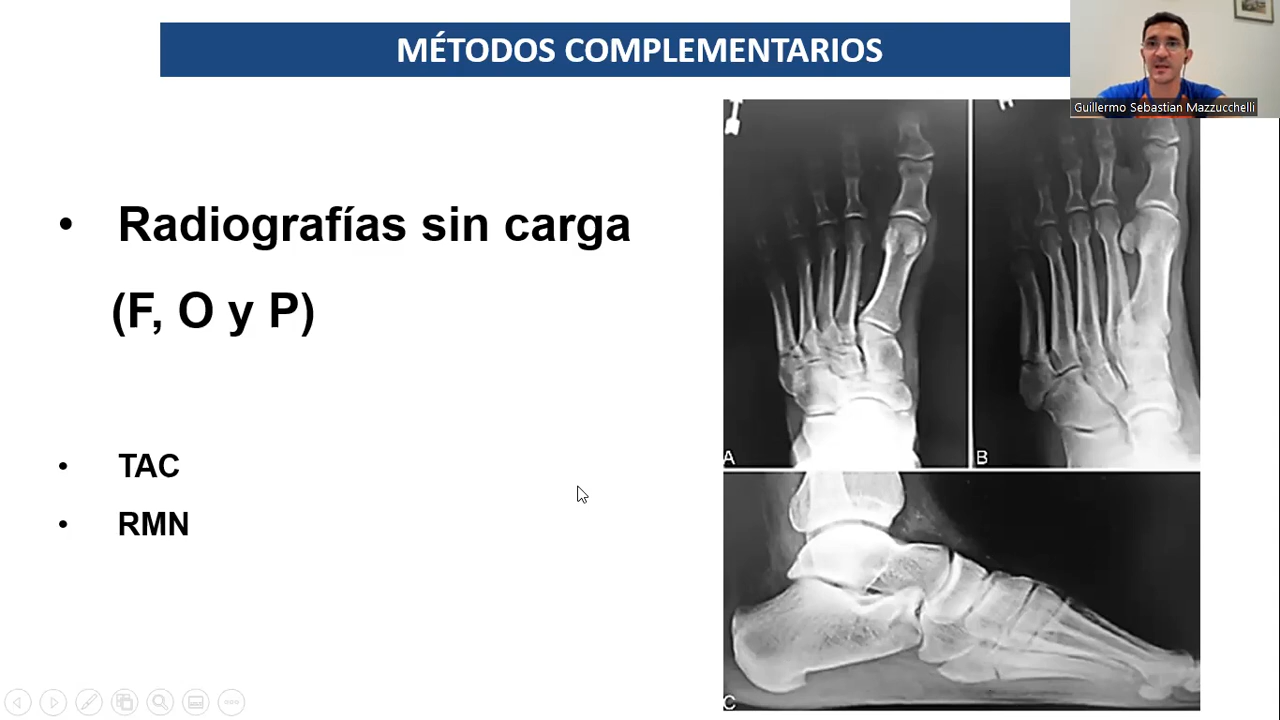 MÉTODOS COMPLEMENTARIOS
Guillermo Sebastian Mazzucchelli
• Radiografías sin carga
(F, O y P)
• TAC
• RMN
A
B
C